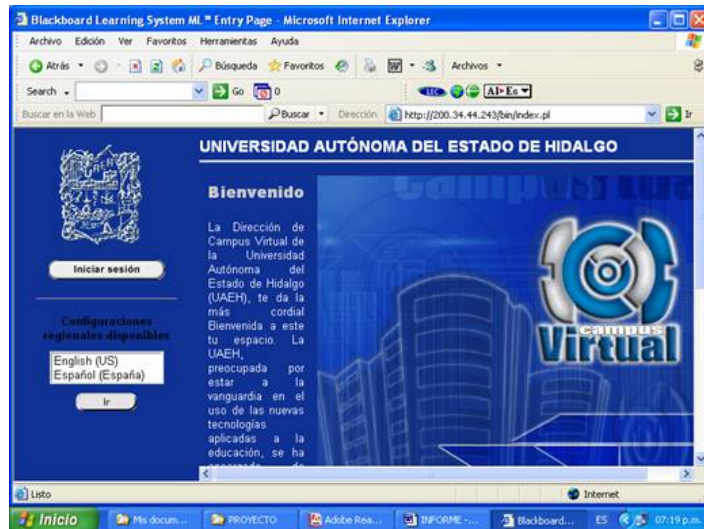 Blackboard Learning System ML™ Entry Page - Microsoft Internet Explorer
Archivo Edición Ver Favoritos Herramientas Ayuda
Atrás Búsqueda Favoritos Archivos
Search Go 0 AI Es
Buscar en la Web Buscar Dirección http://200.34.44.243/bin/index.pl Ir
UAEH
Iniciar sesión
Configuraciones
regionales disponibles
English (US)
Español (España)
Ir
UNIVERSIDAD AUTÓNOMA DEL ESTADO DE HIDALGO
Bienvenido
La Dirección de
Campus Virtual de
la Universidad
Autónoma del
Estado de Hidalgo
(UAEH), te da la
más cordial
Bienvenida a este
tu espacio. La
UAEH,
preocupada por
estar a la
vanguardia en el
uso de las nuevas
tecnologías
aplicadas a la
educación, se ha
campus
Virtual
Listo Internet
Inicio Mis docum... PROYECTO Adobe Rea... INFORME -... Blackboard... ES 07:19 p.m.